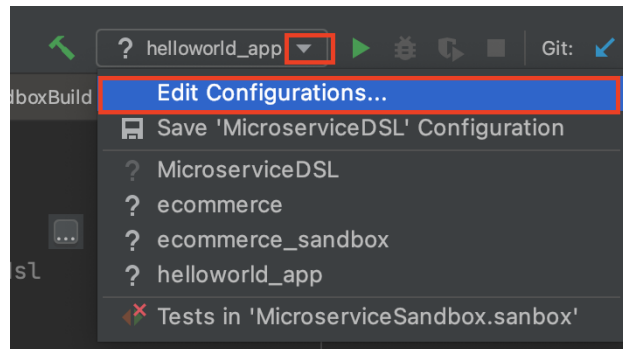 ? helloworld_app Git:
dboxBuild
Edit Configurations...
Save 'MicroserviceDSL' Configuration
? MicroserviceDSL
? ecommerce
...
? ecommerce_sandbox
sl
? helloworld_app
Tests in 'MicroserviceSandbox.sanbox'